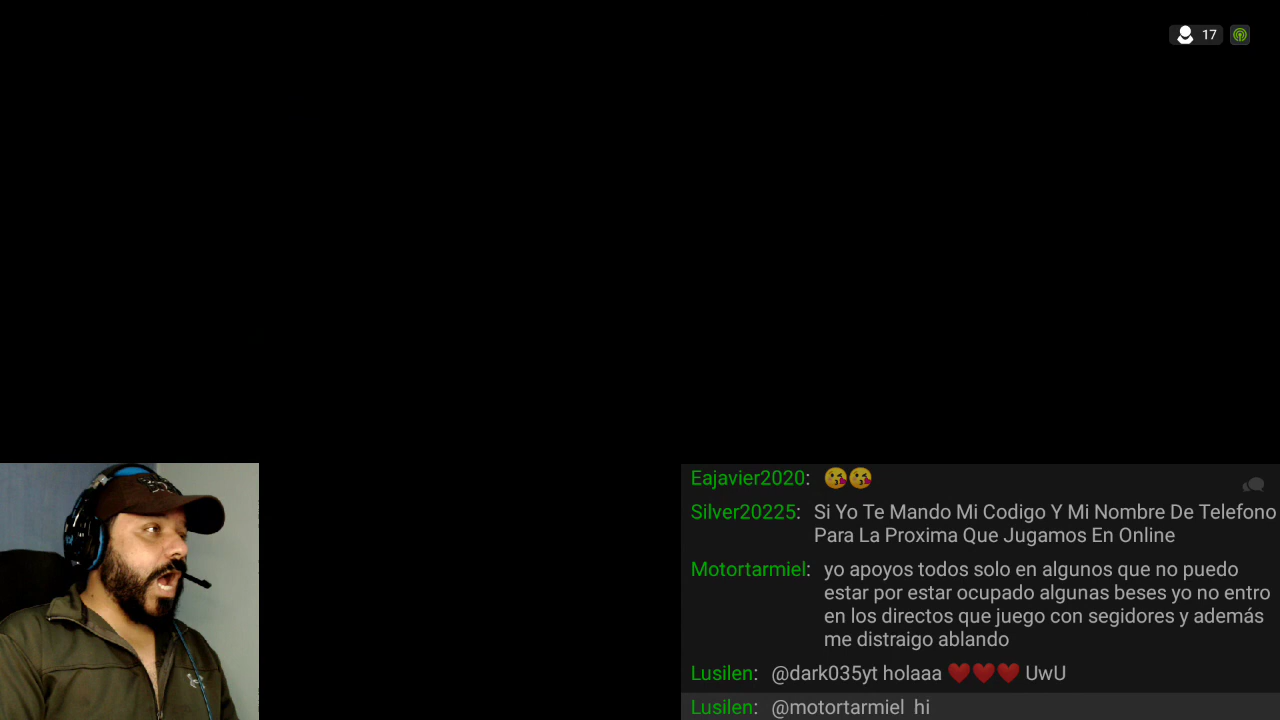 17
Eajavier2020: 😘😘
Silver20225: Si Yo Te Mando Mi Codigo Y Mi Nombre De Telefono
Para La Proxima Que Jugamos En Online
Motortarmiel: yo apoyos todos solo en algunos que no puedo
estar por estar ocupado algunas beses yo no entro
en los directos que juego con segidores y además
me distraigo ablando
Lusilen: @dark035yt holaaa ❤️❤️❤️ UwU
Lusilen: @motortarmiel hi